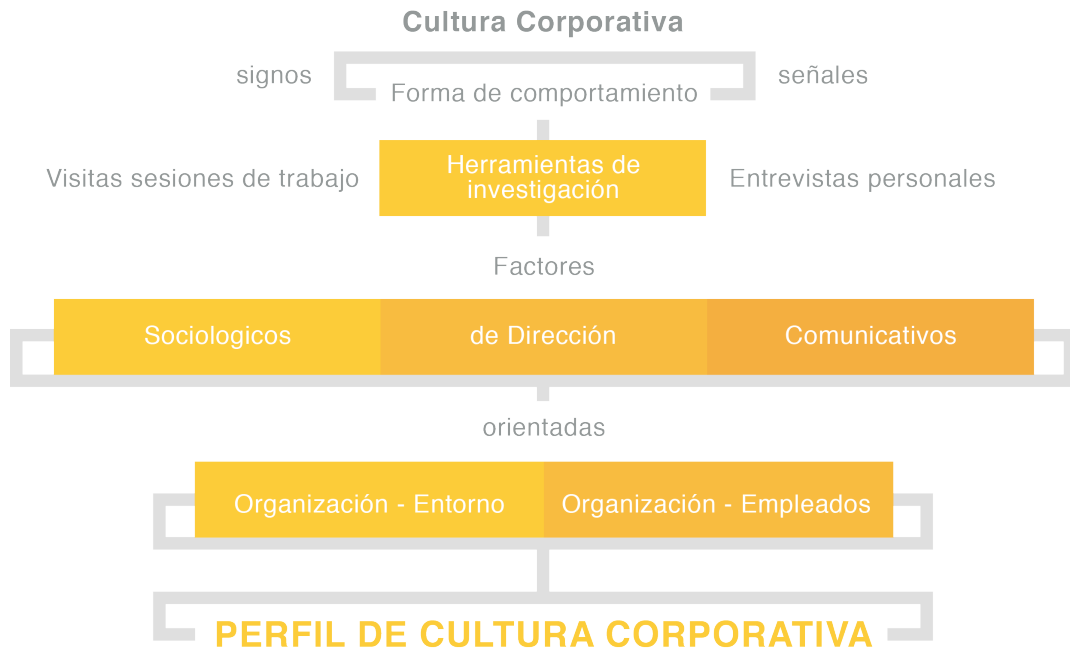 Cultura Corporativa
signos
señales
Forma de comportamiento
Visitas sesiones de trabajo
Herramientas de
investigación
Entrevistas personales
Factores
Sociologicos
de Dirección
Comunicativos
orientadas
Organización - Entorno
Organización - Empleados
PERFIL DE CULTURA CORPORATIVA